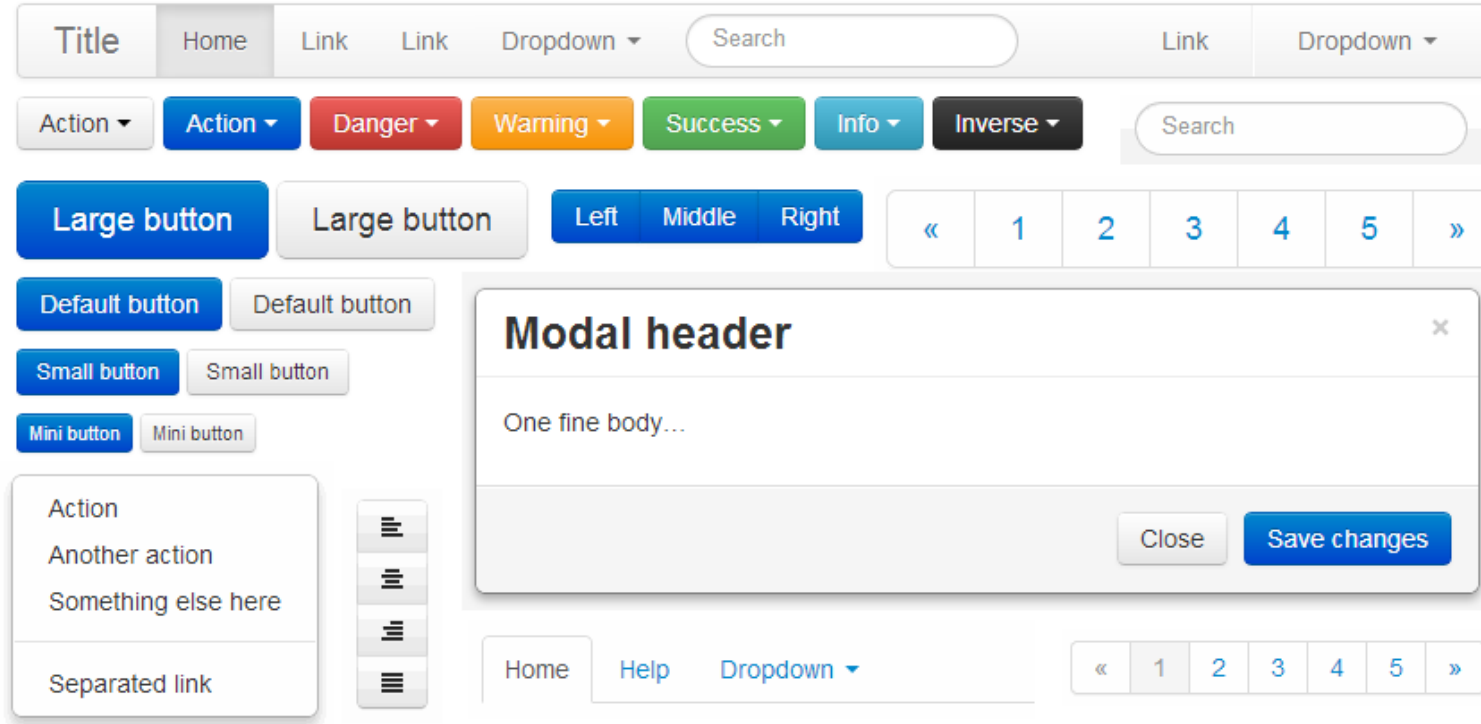 Title Home Link Link Dropdown Search Link Dropdown
Action Action Danger Warning Success Info Inverse Search
Large button Large button Left Middle Right « 1 2 3 4 5 »
Default button Default button
Small button Small button
Mini button Mini button
Modal header ×
One fine body…
Close Save changes
Action
Another action
Something else here
Separated link
Home Help Dropdown « 1 2 3 4 5 »